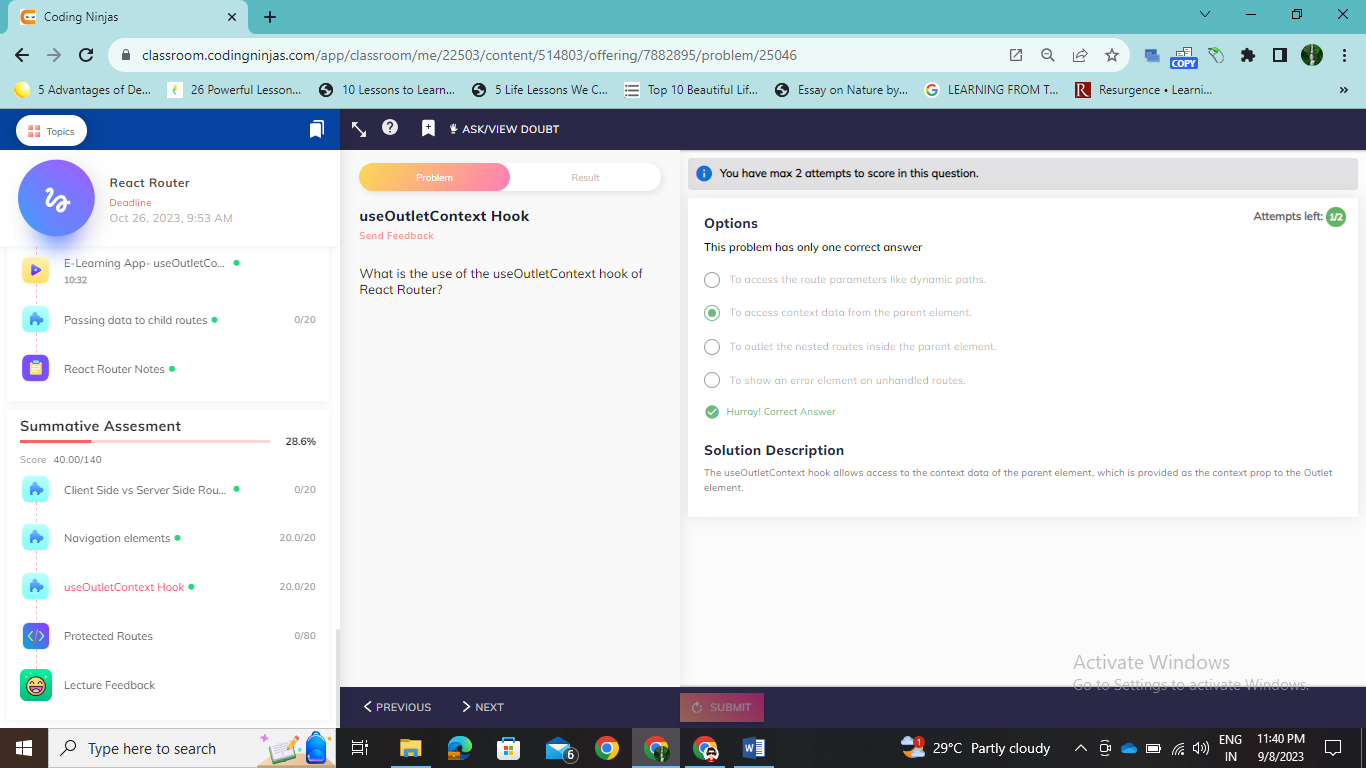 Coding Ninjas
classroom.codingninjas.com/app/classroom/me/22503/content/514803/offering/7882895/problem/25046
COPY
5 Advantages of De...
26 Powerful Lesson...
10 Lessons to Learn...
5 Life Lessons We C...
Top 10 Beautiful Lif...
Essay on Nature by...
LEARNING FROM T...
Resurgence • Learni...
»
Topics
React Router
Deadline
Oct 26, 2023, 9:53 AM
E-Learning App- useOutletCo...
10:32
Passing data to child routes
0/20
React Router Notes
Summative Assesment
28.6%
Score 40.00/140
Client Side vs Server Side Rou...
0/20
Navigation elements
20.0/20
useOutletContext Hook
20.0/20
Protected Routes
0/80
Lecture Feedback
ASK/VIEW DOUBT
Problem
Result
useOutletContext Hook
Send Feedback
What is the use of the useOutletContext hook of
React Router?
PREVIOUS
NEXT
You have max 2 attempts to score in this question.
Options
Attempts left: 1/2
This problem has only one correct answer
To access the route parameters like dynamic paths.
To access context data from the parent element.
To outlet the nested routes inside the parent element.
To show an error element on unhandled routes.
Hurray! Correct Answer
Solution Description
The useOutletContext hook allows access to the context data of the parent element, which is provided as the context prop to the Outlet
element.
Activate Windows
Go to Settings to activate Windows.
SUBMIT
Type here to search
6
1
29°C Partly cloudy
ENG
IN
11:40 PM
9/8/2023